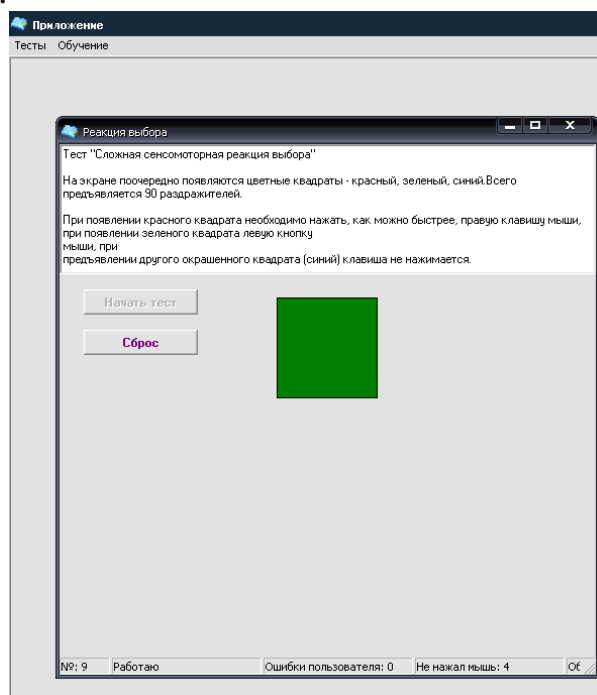 Приложение
Тесты Обучение
Реакция выбора
Тест "Сложная сенсомоторная реакция выбора"
На экране поочередно появляются цветные квадраты - красный, зеленый, синий.Всего
предъявляется 90 раздражителей.
При появлении красного квадрата необходимо нажать, как можно быстрее, правую клавишу мыши,
при появлении зеленого квадрата левую кнопку
мыши, при
предъявлении другого окрашенного квадрата (синий) клавиша не нажимается.
Начать тест
Сброс
№: 9 Работаю Ошибки пользователя: 0 Не нажал мышь: 4